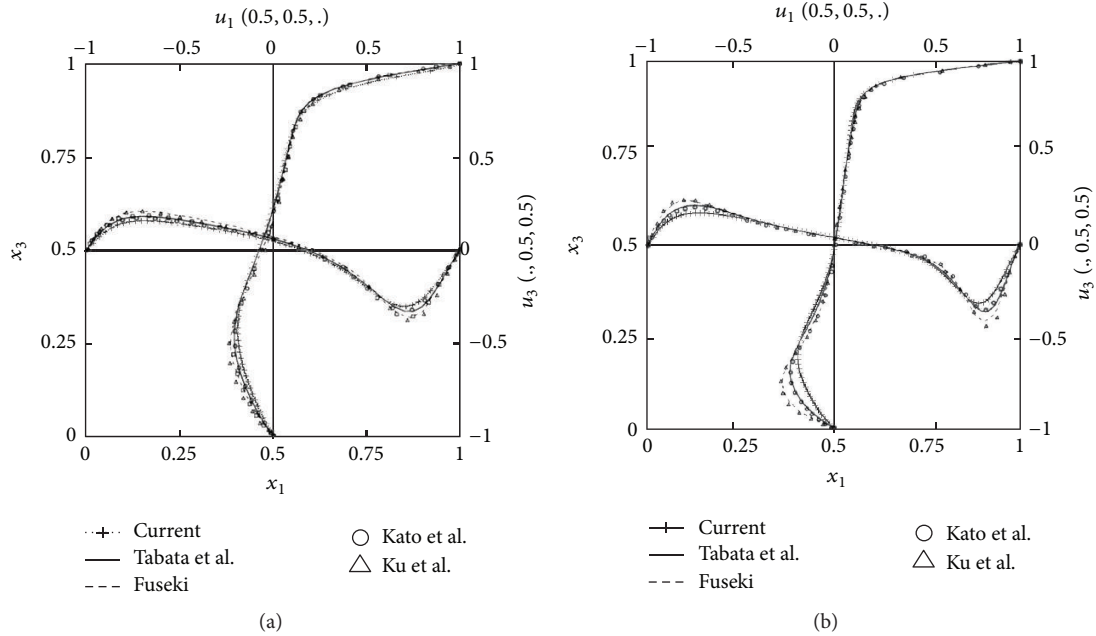 u₁ (0.5, 0.5, .)
−1 −0.5 0 0.5 1
1
0.75
0.5
0.25
0
x₃
1
0.5
0
−0.5
−1
u₃ (., 0.5, 0.5)
0 0.25 0.5 0.75 1
x₁
Current
Tabata et al.
Fuseki
Kato et al.
Ku et al.
(a)
u₁ (0.5, 0.5, .)
−1 −0.5 0 0.5 1
1
0.75
0.5
0.25
0
x₃
1
0.5
0
−0.5
−1
u₃ (., 0.5, 0.5)
0 0.25 0.5 0.75 1
x₁
Current
Tabata et al.
Fuseki
Kato et al.
Ku et al.
(b)